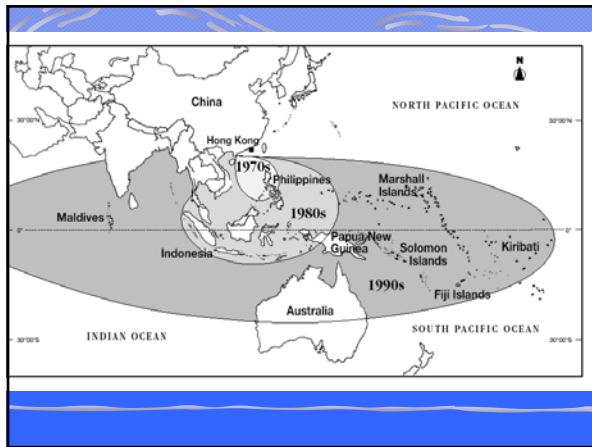 N
China
NORTH PACIFIC OCEAN
30°00'N
30°00'N
Hong Kong
1970s
Philippines
Marshall
Islands
Maldives
1980s
0°
0°
Papua New
Guinea
Indonesia
Solomon
Islands
Kiribati
1990s
Fiji Islands
Australia
INDIAN OCEAN
SOUTH PACIFIC OCEAN
30°00'S
30°00'S